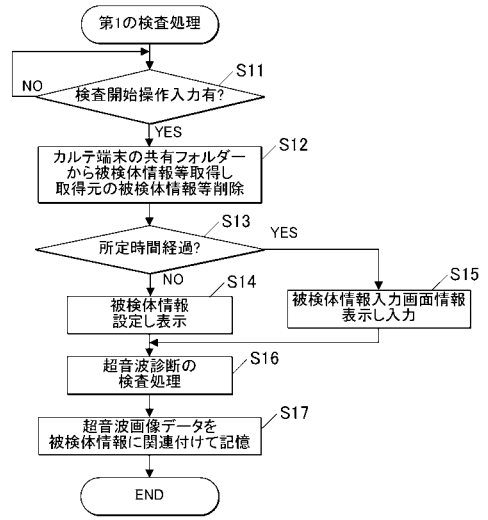 第1の検査処理
S11
NO
検査開始操作入力有?
YES
S12
カルテ端末の共有フォルダー
から被検体情報等取得し
取得元の被検体情報等削除
S13
所定時間経過?
YES
NO
S14
被検体情報
設定し表示
S15
被検体情報入力画面情報
表示し入力
超音波診断の
検査処理
S16
超音波画像データを
被検体情報に関連付けて記憶
S17
END